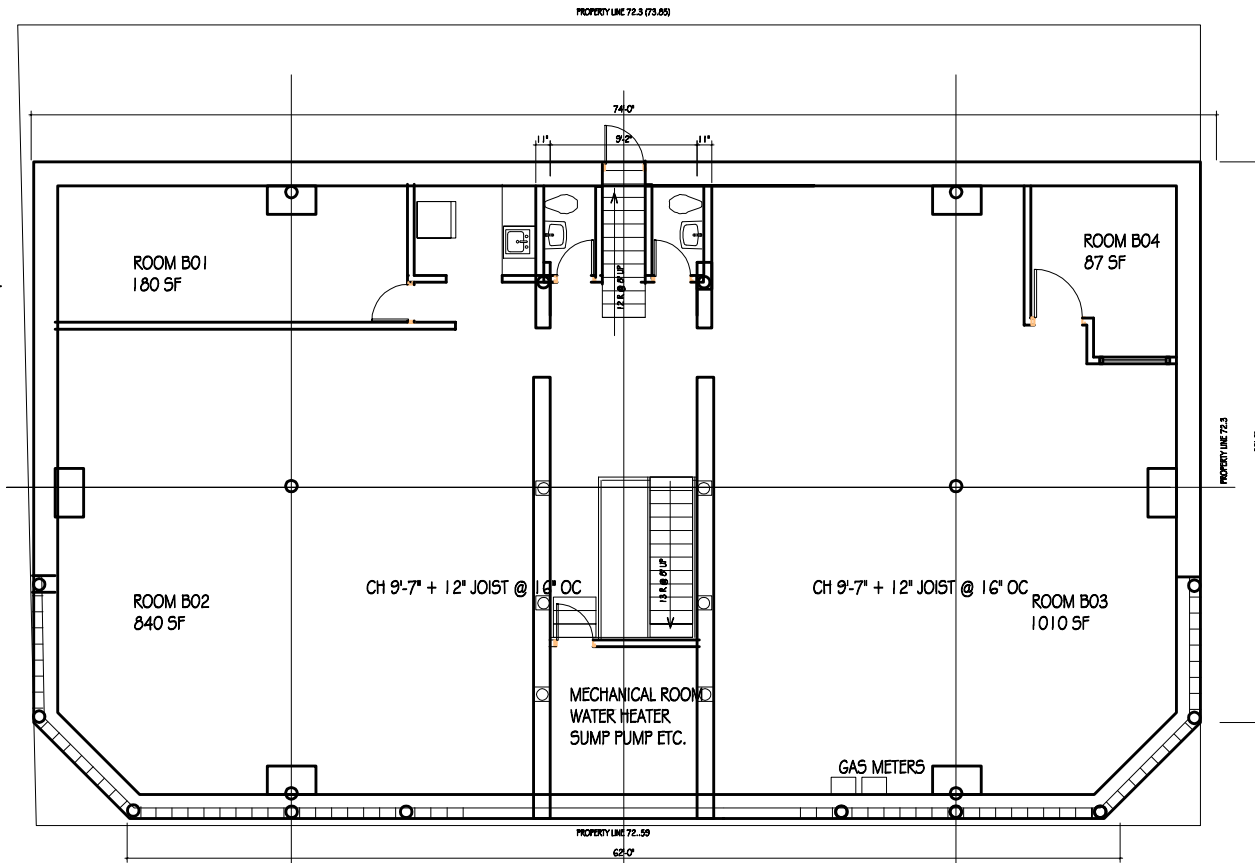 PROPERTY LINE 72.3 (73.85)
74'-0"
11"
9'-2"
11"
ROOM B01
180 SF
ROOM B04
87 SF
12 R @ 8" UP
PROPERTY LINE 72.3
CH 9'-7" + 12" JOIST @ 16" OC
13 R @ 8" UP
CH 9'-7" + 12" JOIST @ 16" OC
ROOM B02
840 SF
ROOM B03
1010 SF
MECHANICAL ROOM
WATER HEATER
SUMP PUMP ETC.
GAS METERS
PROPERTY LINE 72..59
62'-0"